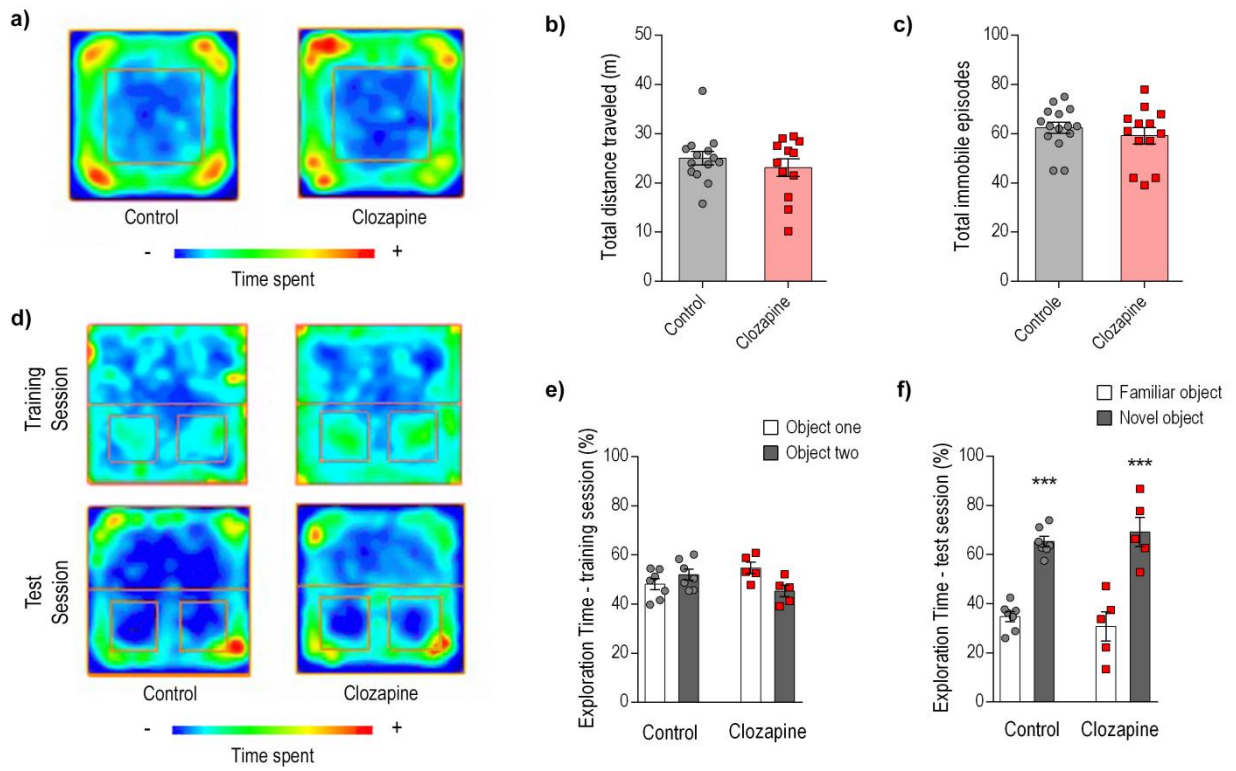 a)
Control
Clozapine
- +
Time spent
b)
Total distance traveled (m)
50
40
30
20
10
0
Control
Clozapine
c)
Total immobile episodes
100
80
60
40
20
0
Controle
Clozapine
d)
Training
Session
Test
Session
Control
Clozapine
- +
Time spent
e)
Object one
Object two
Exploration Time - training session (%)
100
80
60
40
20
0
Control
Clozapine
f)
Familiar object
Novel object
Exploration Time - test session (%)
100
80
60
40
20
0
***
***
Control
Clozapine